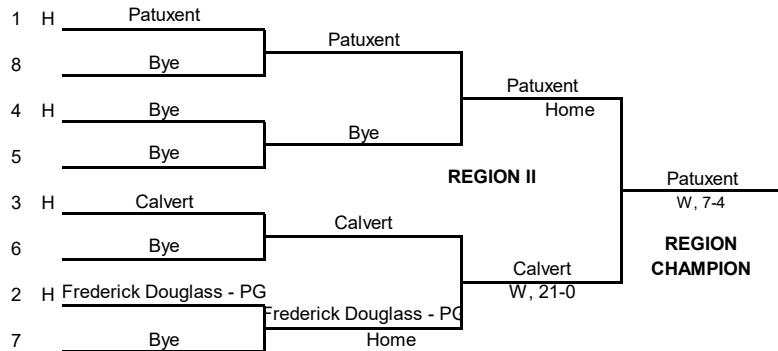 1 H Patuxent
Patuxent
8 Bye
Patuxent
4 H Bye
Home
Bye
5 Bye
REGION II
Patuxent
W, 7-4
3 H Calvert
Calvert
REGION
CHAMPION
6 Bye
Calvert
W, 21-0
2 H Frederick Douglass - PG
Frederick Douglass - PG
7 Bye
Home